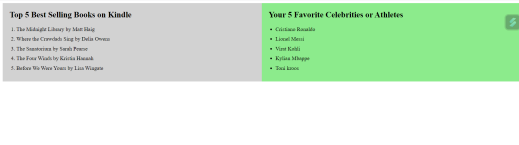 Top 5 Best Selling Books on Kindle
1. The Midnight Library by Matt Haig
2. Where the Crawdads Sing by Delia Owens
3. The Sanatorium by Sarah Pearse
4. The Four Winds by Kristin Hannah
5. Before We Were Yours by Lisa Wingate
Your 5 Favorite Celebrities or Athletes
• Cristiano Ronaldo
• Lionel Messi
• Virat Kohli
• Kylian Mbappe
• Toni kroos